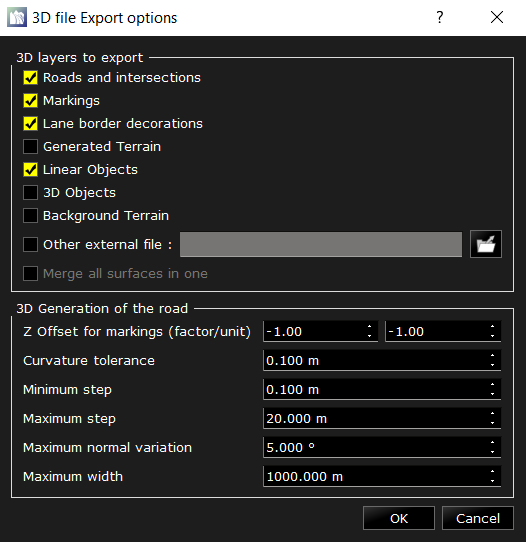 3D file Export options ? ×
3D layers to export
Roads and intersections
Markings
Lane border decorations
Generated Terrain
Linear Objects
3D Objects
Background Terrain
Other external file :
Merge all surfaces in one
3D Generation of the road
Z Offset for markings (factor/unit) -1.00 -1.00
Curvature tolerance 0.100 m
Minimum step 0.100 m
Maximum step 20.000 m
Maximum normal variation 5.000 °
Maximum width 1000.000 m
OK Cancel